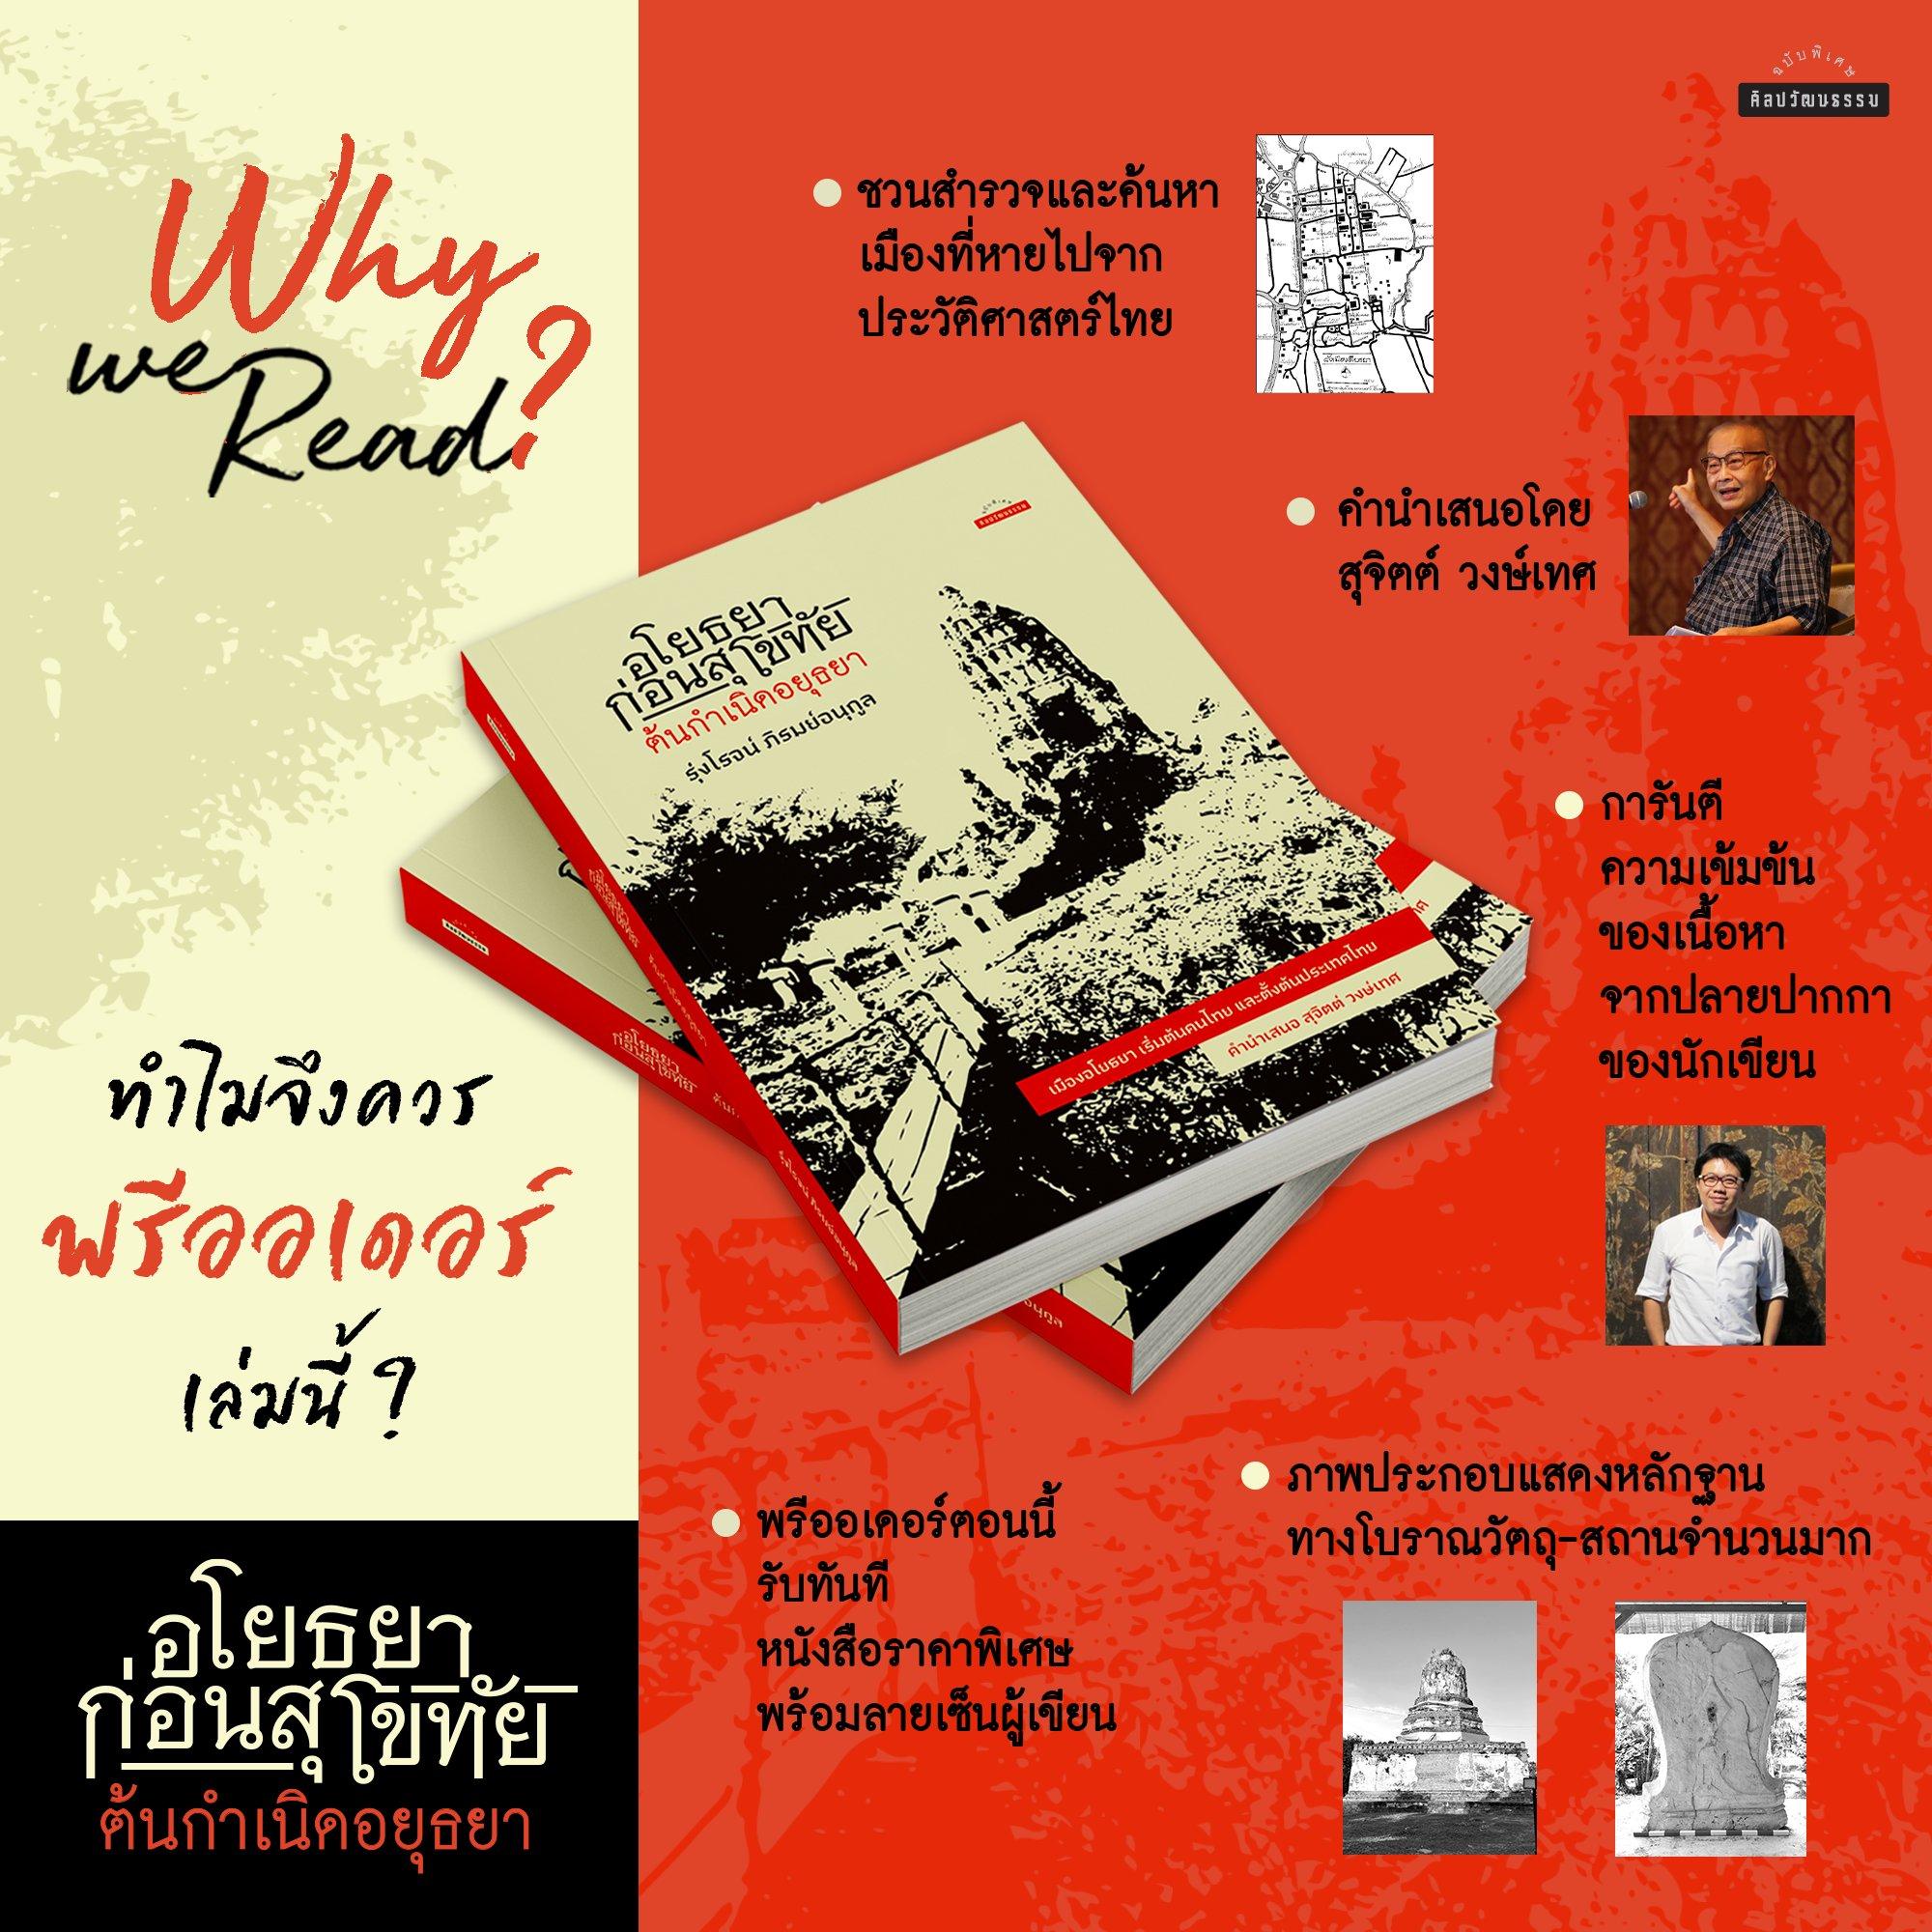 Why
we Read?
ทำไมจึงควร
พรีออเดอร์
เล่มนี้ ?
อโยธยา
ก่อนสุโขทัย
ต้นกำเนิดอยุธยา
ฉบับพิเศษ
ศิลปวัฒนธรรม
ชวนสำรวจและค้นหา
เมืองที่หายไปจาก
ประวัติศาสตร์ไทย
คำนำเสนอโดย
สุจิตต์ วงษ์เทศ
อโยธยา
ก่อนสุโขทัย
ต้นกำเนิดอยุธยา
รุ่งโรจน์ ภิรมย์อนุกูล
เมืองอโยธยา เริ่มต้นคนไทย และตั้งต้นประเทศไทย
คำนำเสนอ สุจิตต์ วงษ์เทศ
อโยธยา
ก่อนสุโขทัย
การันตี
ความเข้มข้น
ของเนื้อหา
จากปลายปากกา
ของนักเขียน
ภาพประกอบแสดงหลักฐาน
ทางโบราณวัตถุ-สถานจำนวนมาก
พรีออเดอร์ตอนนี้
รับทันที
หนังสือราคาพิเศษ
พร้อมลายเซ็นผู้เขียน